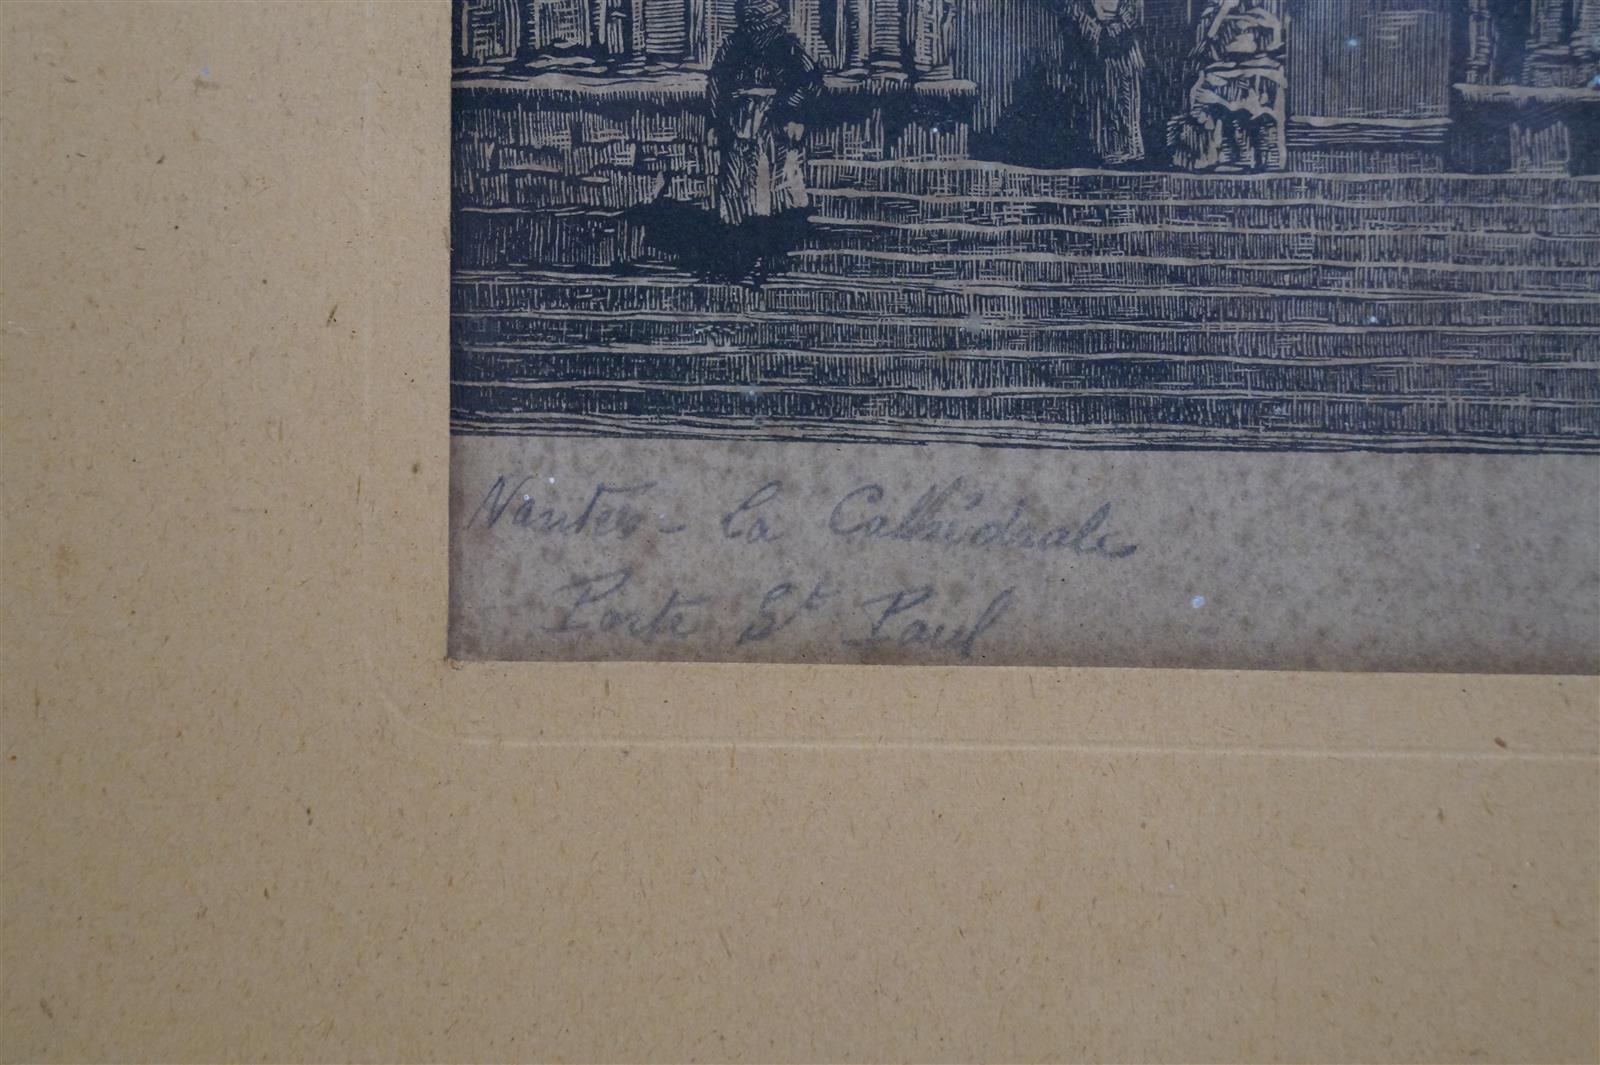 Nantes - La Cathédrale
Porte St Paul